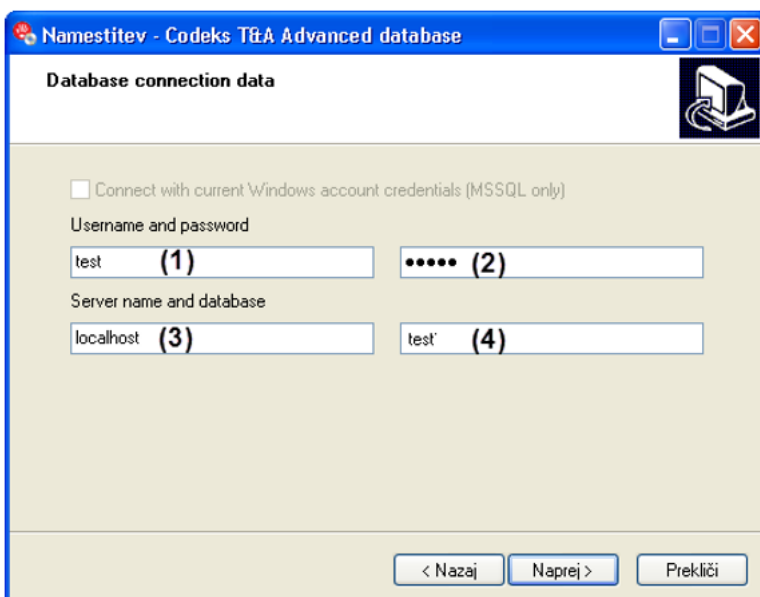 Namestitev - Codeks T&A Advanced database
Database connection data
Connect with current Windows account credentials (MSSQL only)
Username and password
test (1) ••••• (2)
Server name and database
localhost (3) test' (4)
< Nazaj Naprej > Prekliči